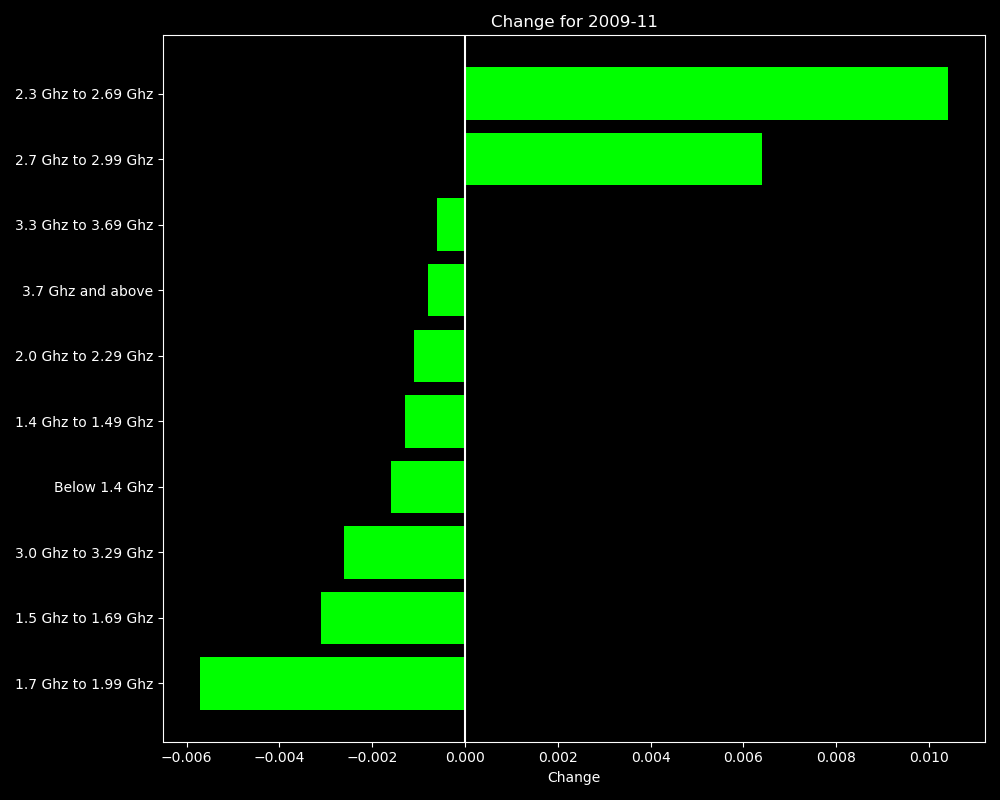 Change for 2009-11
2.3 Ghz to 2.69 Ghz
2.7 Ghz to 2.99 Ghz
3.3 Ghz to 3.69 Ghz
3.7 Ghz and above
2.0 Ghz to 2.29 Ghz
1.4 Ghz to 1.49 Ghz
Below 1.4 Ghz
3.0 Ghz to 3.29 Ghz
1.5 Ghz to 1.69 Ghz
1.7 Ghz to 1.99 Ghz
−0.006 −0.004 −0.002 0.000 0.002 0.004 0.006 0.008 0.010
Change